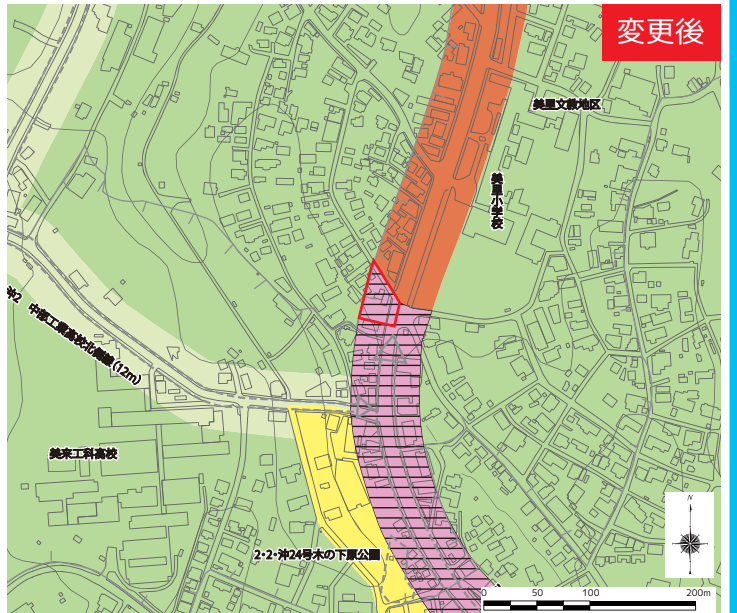 変更後
美里文教地区
美里小学校
沖2 中部工業高校北側線(12m)
美来工科高校
2・2・沖24号木の下原公園
N
0 50 100 200m